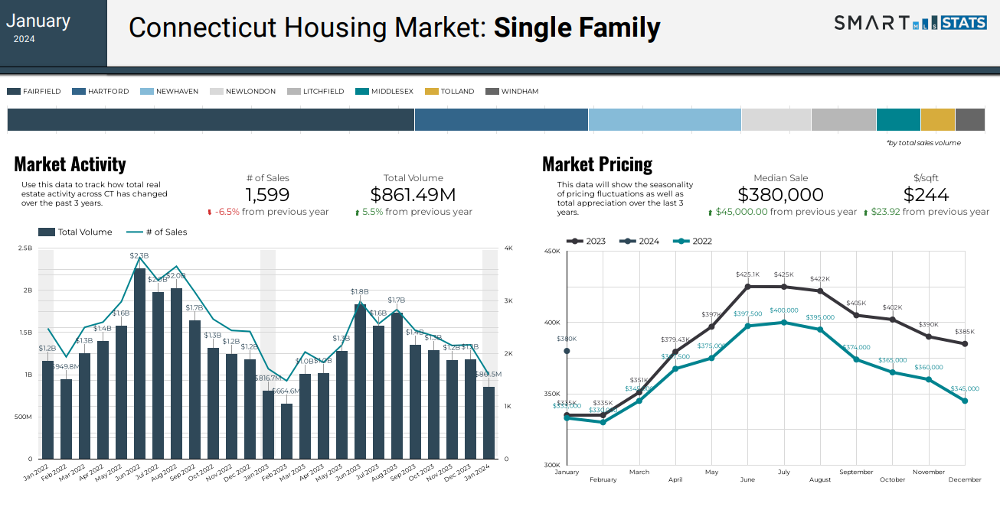 January
2024
Connecticut Housing Market: Single Family
SMART MLS STATS
FAIRFIELD HARTFORD NEWHAVEN NEWLONDON LITCHFIELD MIDDLESEX TOLLAND WINDHAM
*by total sales volume
Market Activity
Use this data to track how total real
estate activity across CT has changed
over the past 3 years.
# of Sales
1,599
-6.5% from previous year
Total Volume
$861.49M
5.5% from previous year
Total Volume # of Sales
2.5B
2B
1.5B
1B
500M
0
4K
3K
2K
1K
0
$1.2B
$949.8M
$1.3B
$1.4B
$1.6B
$2.3B
$2.0B
$2.0B
$1.7B
$1.3B
$1.2B
$1.2B
$816.7M
$664.6M
$1.0B
$1.0B
$1.3B
$1.8B
$1.6B
$1.7B
$1.4B
$1.3B
$1.2B
$1.2B
$861.5M
Jan 2022
Feb 2022
Mar 2022
Apr 2022
May 2022
Jun 2022
Jul 2022
Aug 2022
Sep 2022
Oct 2022
Nov 2022
Dec 2022
Jan 2023
Feb 2023
Mar 2023
Apr 2023
May 2023
Jun 2023
Jul 2023
Aug 2023
Sep 2023
Oct 2023
Nov 2023
Dec 2023
Jan 2024
Market Pricing
This data will show the seasonality
of pricing fluctuations as well as
total appreciation over the last 3
years.
Median Sale
$380,000
$45,000.00 from previous year
$/sqft
$244
$23.92 from previous year
2023 2024 2022
450K
400K
350K
300K
$380K
$335K
$335K
$351K
$379.43K
$397K
$425.1K
$425K
$422K
$405K
$402K
$390K
$385K
$375,000
$397,500
$400,000
$395,000
$374,000
$365,000
$360,000
$345,000
January
February
March
April
May
June
July
August
September
October
November
December